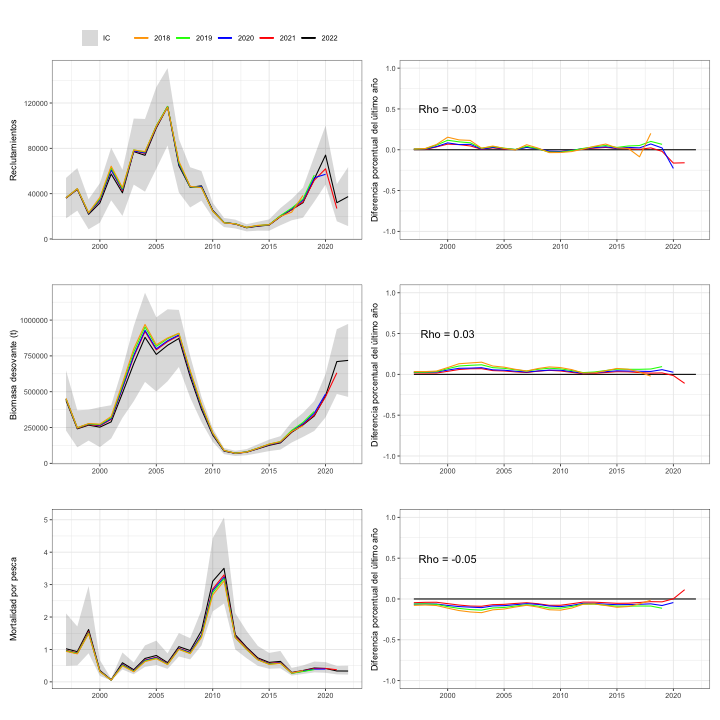 IC 2018 2019 2020 2021 2022
Reclutamientos
120000
80000
40000
0
2000 2005 2010 2015 2020
Diferencia porcentual del último año
1.0
0.5
0.0
-0.5
-1.0
Rho = -0.03
2000 2005 2010 2015 2020
Biomasa desovante (t)
1000000
750000
500000
250000
0
2000 2005 2010 2015 2020
Diferencia porcentual del último año
1.0
0.5
0.0
-0.5
-1.0
Rho = 0.03
2000 2005 2010 2015 2020
Mortalidad por pesca
5
4
3
2
1
0
2000 2005 2010 2015 2020
Diferencia porcentual del último año
1.0
0.5
0.0
-0.5
-1.0
Rho = -0.05
2000 2005 2010 2015 2020